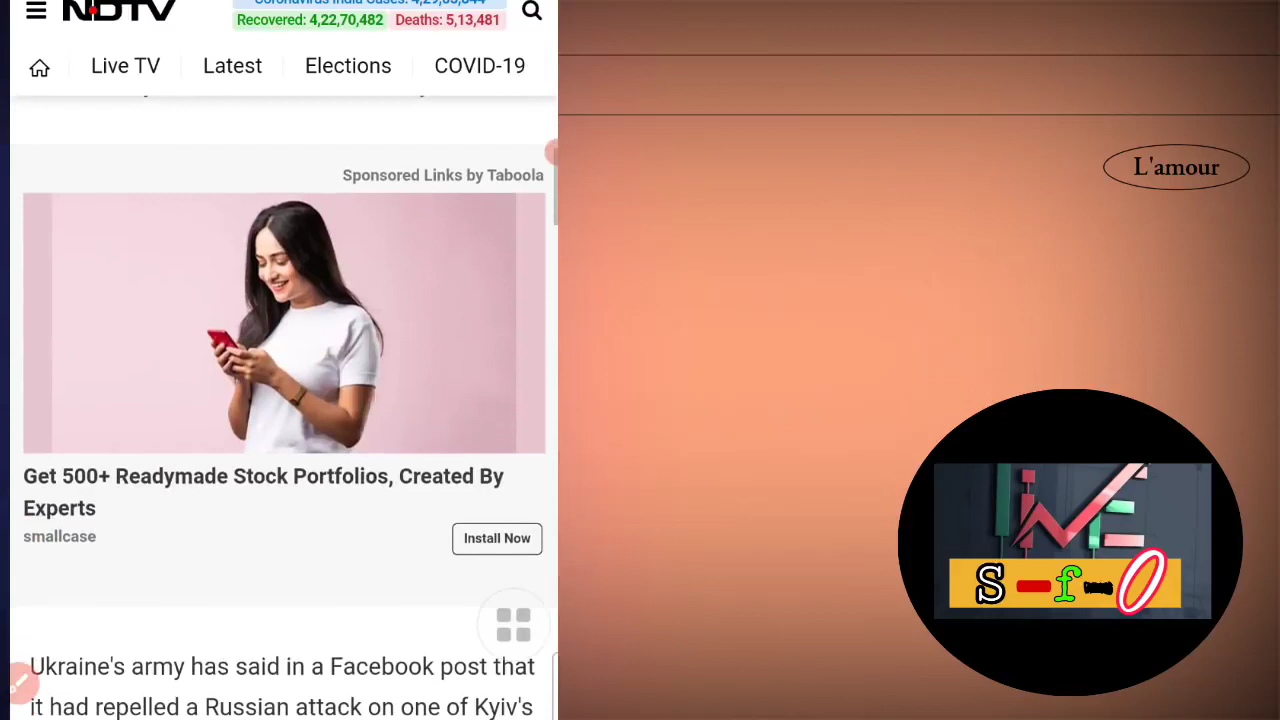 NDTV
Recovered: 4,22,70,482 Deaths: 5,13,481
Live TV Latest Elections COVID-19
Sponsored Links by Taboola
Get 500+ Readymade Stock Portfolios, Created By
Experts
smallcase
Install Now
Ukraine's army has said in a Facebook post that
it had repelled a Russian attack on one of Kyiv's
L'amour
S-f-O